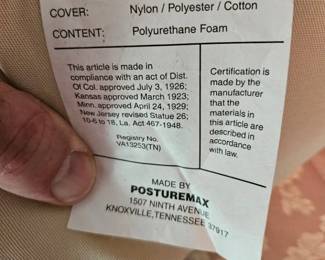 COVER: Nylon / Polyester / Cotton
CONTENT: Polyurethane Foam
This article is made in
compliance with an act of Dist.
Of Col. approved July 3, 1926;
Kansas approved March 1923;
Minn. approved April 24, 1929;
New Jersey revised Statue 26;
10-6 to 18, La. Act 467-1948.
Registry No.
VA13253(TN)
Certification is
made by the
manufacturer
that the
materials in
this article are
described in
accordance
with law.
MADE BY
POSTUREMAX
1507 NINTH AVENUE
KNOXVILLE, TENNESSEE 37917